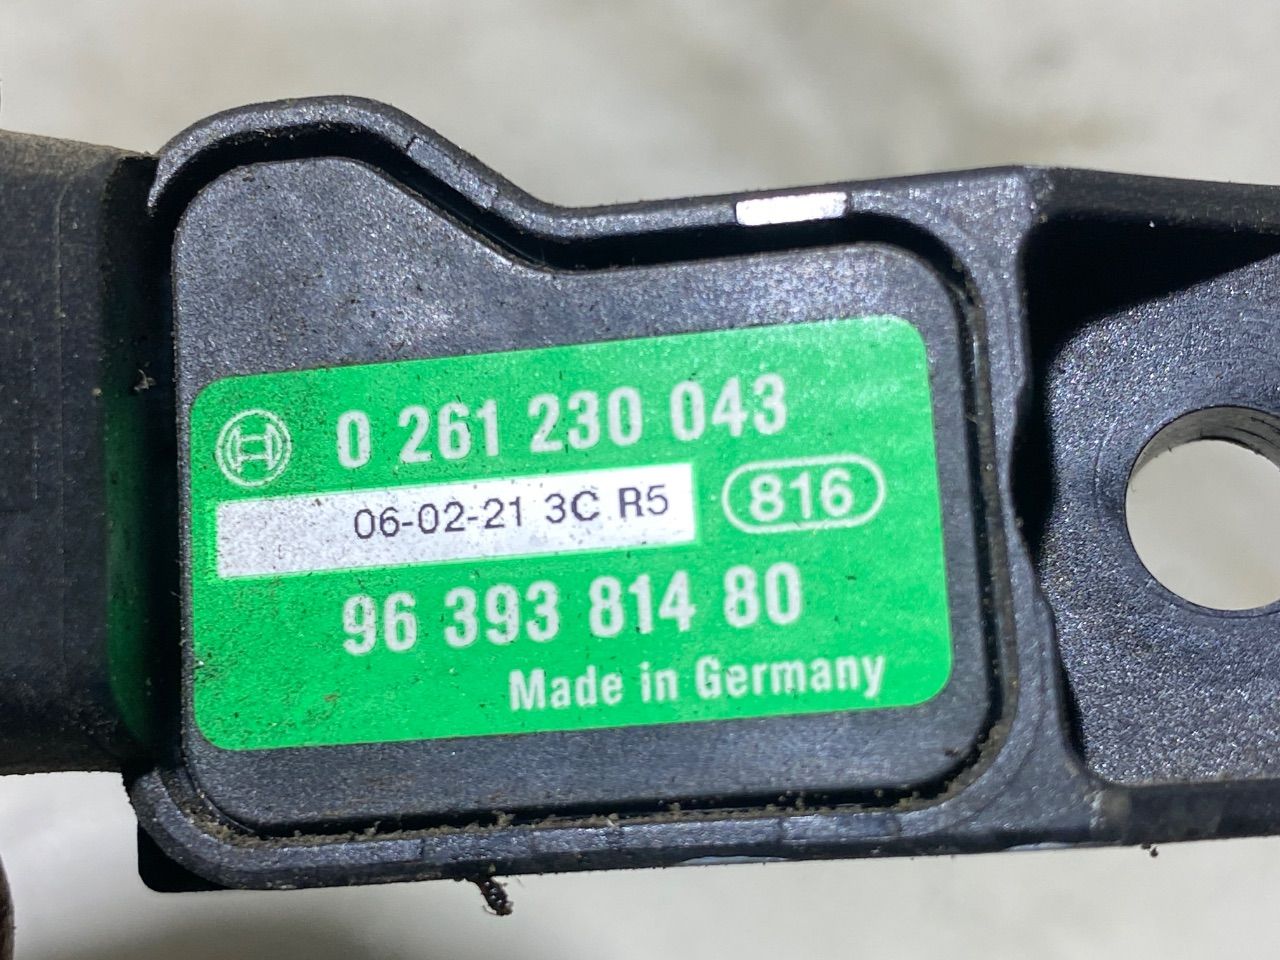 0 261 230 043
06-02-21 3C R5 816
96 393 814 80
Made in Germany